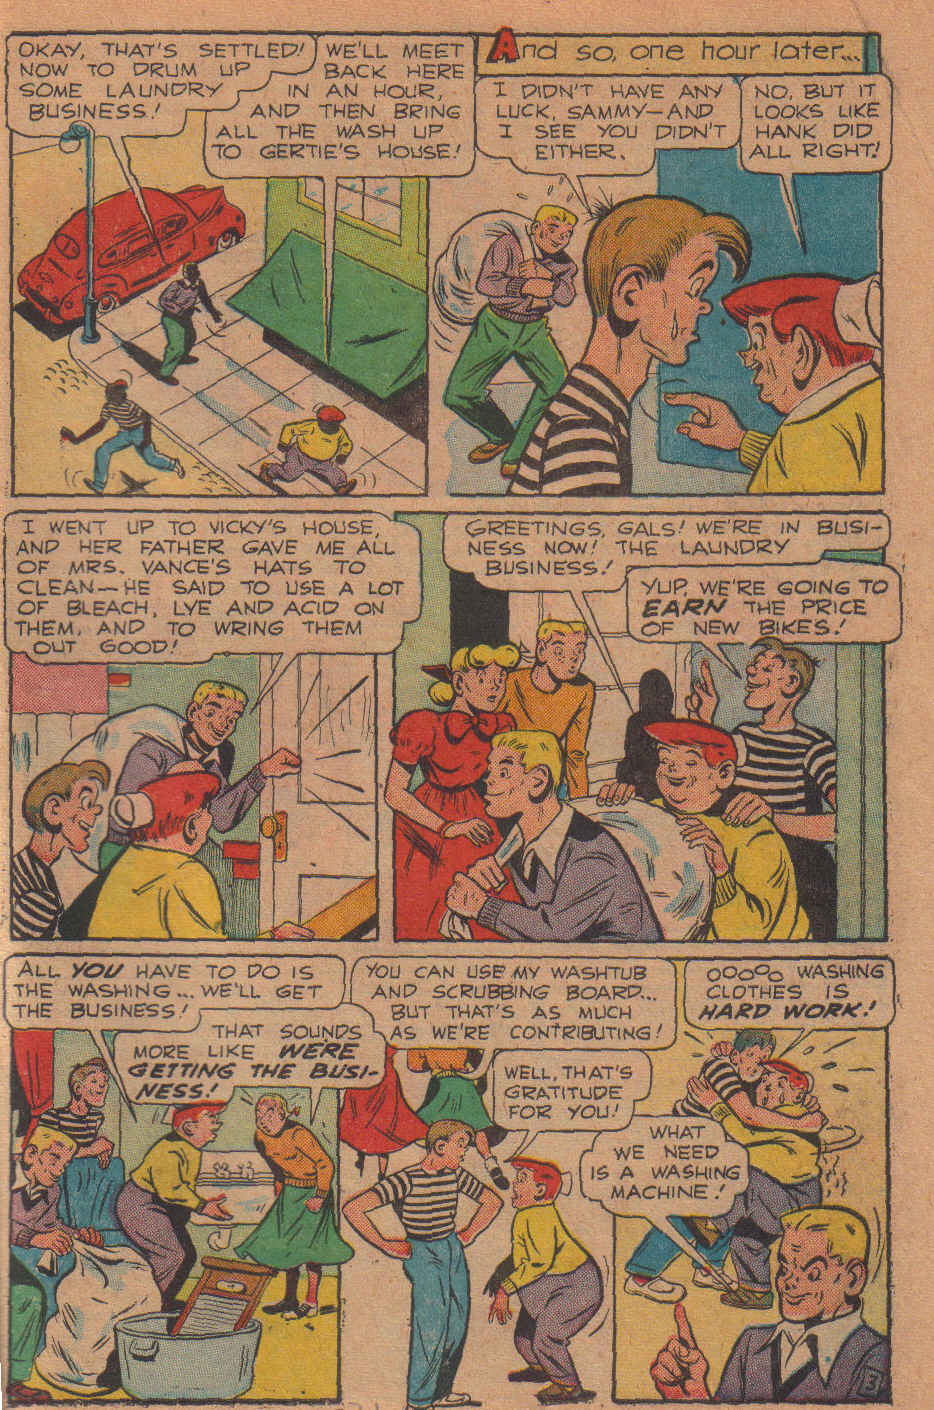 OKAY, THAT'S SETTLED!
NOW TO DRUM UP
SOME LAUNDRY
BUSINESS!
WE'LL MEET
BACK HERE
IN AN HOUR,
AND THEN BRING
ALL THE WASH UP
TO GERTIE'S HOUSE!
And so, one hour later...
I DIDN'T HAVE ANY
LUCK, SAMMY—AND
I SEE YOU DIDN'T
EITHER.
NO, BUT IT
LOOKS LIKE
HANK DID
ALL RIGHT!
I WENT UP TO VICKY'S HOUSE,
AND HER FATHER GAVE ME ALL
OF MRS. VANCE'S HATS TO
CLEAN—HE SAID TO USE A LOT
OF BLEACH, LYE AND ACID ON
THEM, AND TO WRING THEM
OUT GOOD!
GREETINGS, GALS! WE'RE IN BUSI-
NESS NOW! THE LAUNDRY
BUSINESS!
YUP, WE'RE GOING TO
EARN THE PRICE
OF NEW BIKES!
ALL YOU HAVE TO DO IS
THE WASHING... WE'LL GET
THE BUSINESS!
THAT SOUNDS
MORE LIKE WE'RE
GETTING THE BUSI-
NESS!
YOU CAN USE MY WASHTUB
AND SCRUBBING BOARD...
BUT THAT'S AS MUCH
AS WE'RE CONTRIBUTING!
WELL, THAT'S
GRATITUDE
FOR YOU!
OOOOO WASHING
CLOTHES IS
HARD WORK!
WHAT
WE NEED
IS A WASHING
MACHINE!
3